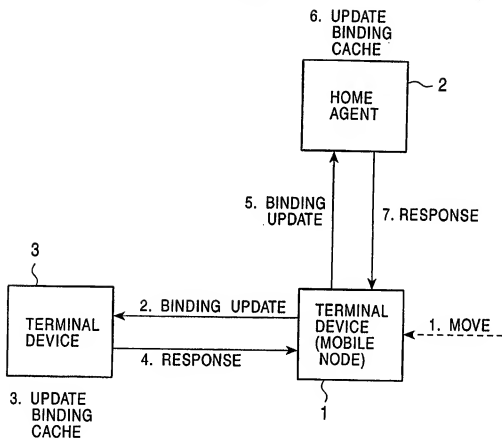 6. UPDATE
BINDING
CACHE
2
HOME
AGENT
5. BINDING
UPDATE
7. RESPONSE
3
TERMINAL
DEVICE
2. BINDING UPDATE
4. RESPONSE
TERMINAL
DEVICE
(MOBILE
NODE)
1. MOVE
1
3. UPDATE
BINDING
CACHE